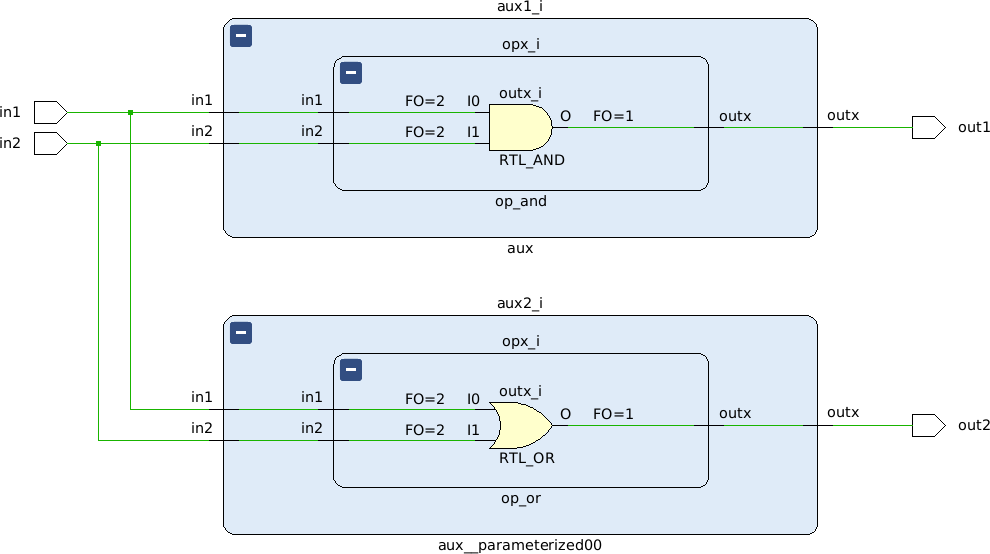 aux1_i
opx_i
in1 in1 in1 FO=2 I0 outx_i O FO=1 outx outx
in2 in2 in2 FO=2 I1 out1
RTL_AND
op_and
aux
aux2_i
opx_i
in1 in1 FO=2 I0 outx_i O FO=1 outx outx
in2 in2 FO=2 I1 out2
RTL_OR
op_or
aux__parameterized00